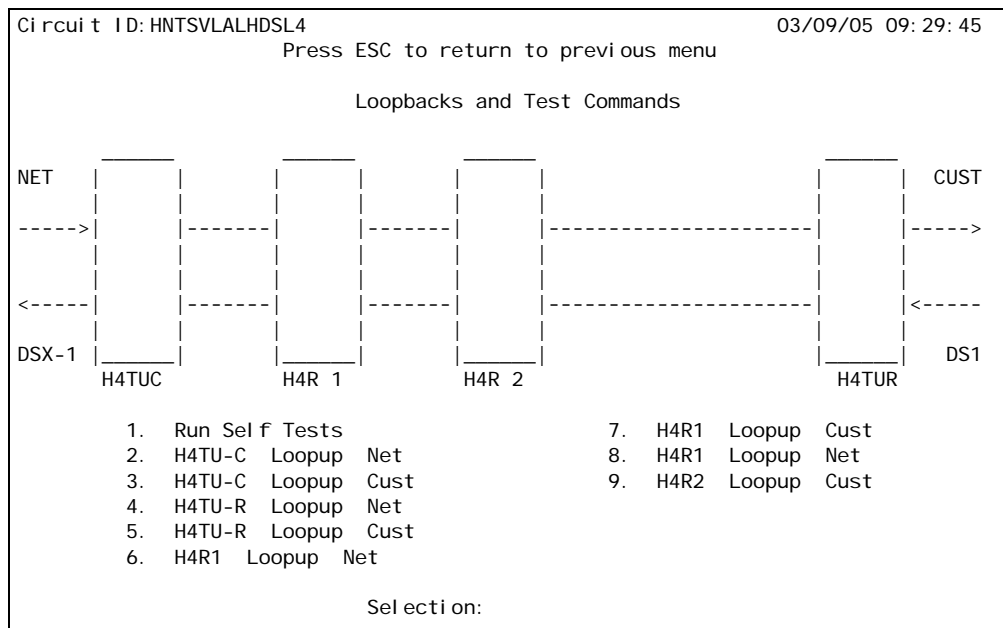 Circuit ID:HNTSVLALHDSL4 03/09/05 09:29:45
Press ESC to return to previous menu
Loopbacks and Test Commands
NET CUST
DSX-1 DS1
H4TUC H4R 1 H4R 2 H4TUR
1. Run Self Tests 7. H4R1 Loopup Cust
2. H4TU-C Loopup Net 8. H4R1 Loopup Net
3. H4TU-C Loopup Cust 9. H4R2 Loopup Cust
4. H4TU-R Loopup Net
5. H4TU-R Loopup Cust
6. H4R1 Loopup Net
Selection: